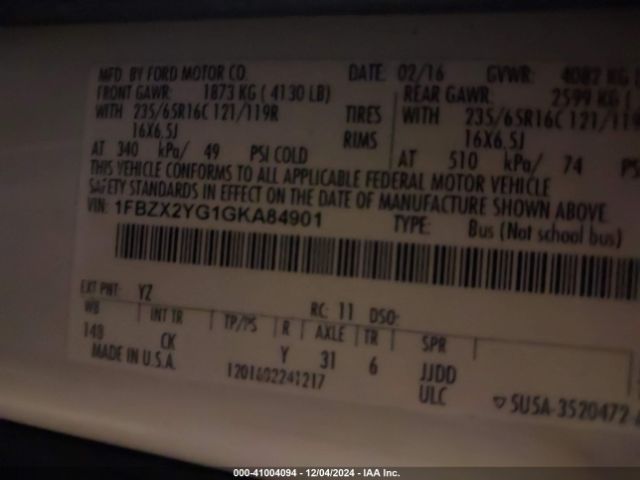 MFD. BY FORD MOTOR CO. DATE: 02/16 GVWR: 4082 KG
FRONT GAWR: 1873 KG ( 4130 LB) REAR GAWR: 2599 KG (
WITH 235/65R16C 121/119R TIRES WITH 235/65R16C 121/119R
16X6.5J RIMS 16X6.5J
AT 340 kPa/ 49 PSI COLD AT 510 kPa/ 74 PS
THIS VEHICLE CONFORMS TO ALL APPLICABLE FEDERAL MOTOR VEHICLE
SAFETY STANDARDS IN EFFECT ON THE DATE OF MANUFACTURE SHOWN ABOVE
VIN: 1FBZX2YG1GKA84901 TYPE: Bus (Not school bus)
EXT PNT: YZ RC: 11 DSO:
WB INT TR TP/PS R AXLE TR SPR
148 CK Y 31 6 JJDD
MADE IN U.S.A. ULC
▽ 5U5A-3520472
000-41004094 - 12/04/2024 - IAA Inc.